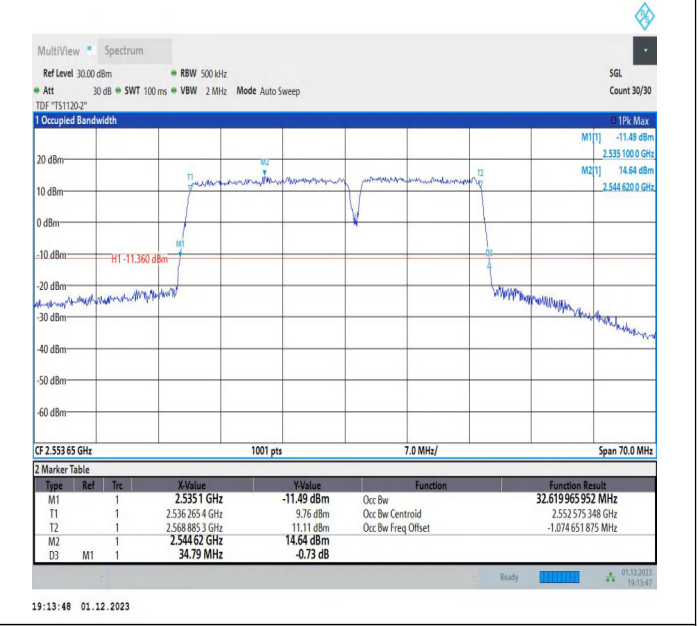 R S
MultiView Spectrum
Ref Level 30.00 dBm RBW 500 kHz SGL
Att 30 dB SWT 100 ms VBW 2 MHz Mode Auto Sweep Count 30/30
TDF "TS1120-2"
1 Occupied Bandwidth 1Pk Max
M1[1] -11.49 dBm
2.535 100 0 GHz
20 dBm
M2[1] 14.64 dBm
2.544 620 0 GHz
M2
T1
T2
10 dBm
0 dBm
M1
D3
-10 dBm
H1 -11.360 dBm
-20 dBm
-30 dBm
-40 dBm
-50 dBm
-60 dBm
CF 2.553 65 GHz 1001 pts 7.0 MHz/ Span 70.0 MHz
2 Marker Table
Type Ref Trc X-Value Y-Value Function Function Result
M1 1 2.5351 GHz -11.49 dBm Occ Bw 32.619 965 952 MHz
T1 1 2.536 265 4 GHz 9.76 dBm Occ Bw Centroid 2.552 575 348 GHz
T2 1 2.568 885 3 GHz 11.11 dBm Occ Bw Freq Offset -1.074 651 875 MHz
M2 1 2.544 62 GHz 14.64 dBm
D3 M1 1 34.79 MHz -0.73 dB
Ready 01.12.2023
19:13:47
19:13:48 01.12.2023